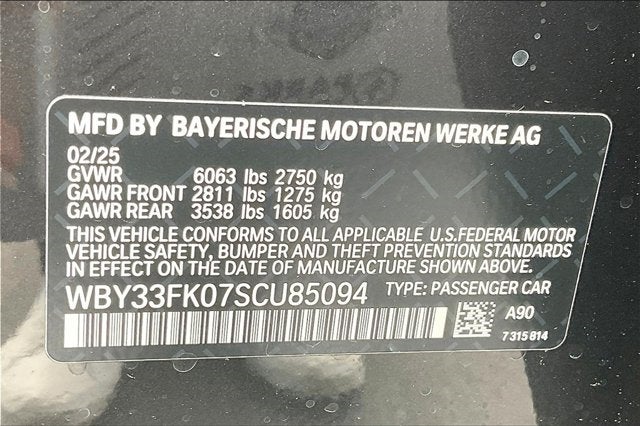 MFD BY BAYERISCHE MOTOREN WERKE AG
02/25
GVWR 6063 lbs 2750 kg
GAWR FRONT 2811 lbs 1275 kg
GAWR REAR 3538 lbs 1605 kg
THIS VEHICLE CONFORMS TO ALL APPLICABLE U.S.FEDERAL MOTOR
VEHICLE SAFETY, BUMPER AND THEFT PREVENTION STANDARDS
IN EFFECT ON THE DATE OF MANUFACTURE SHOWN ABOVE.
WBY33FK07SCU85094 TYPE: PASSENGER CAR
A90
7 315 814